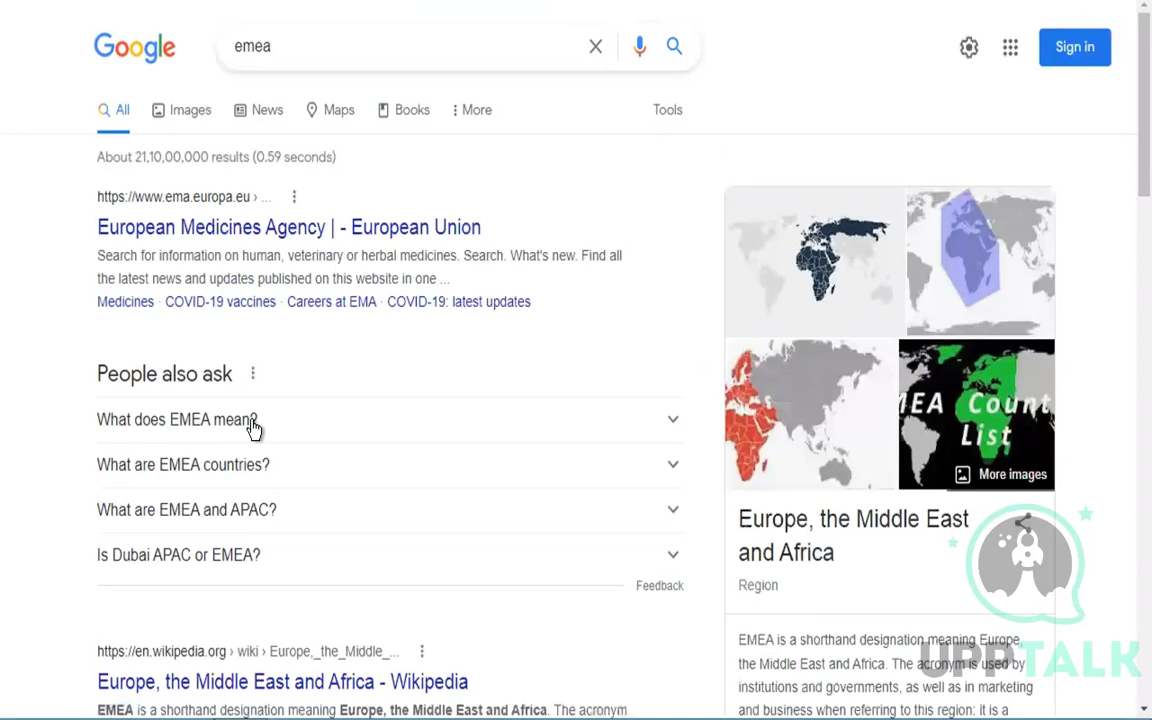 Google
emea
Sign in
All
Images
News
Maps
Books
More
Tools
About 21,10,00,000 results (0.59 seconds)
https://www.ema.europa.eu › ...
European Medicines Agency | - European Union
Search for information on human, veterinary or herbal medicines. Search. What's new. Find all
the latest news and updates published on this website in one ...
Medicines · COVID-19 vaccines · Careers at EMA · COVID-19: latest updates
People also ask
What does EMEA mean?
What are EMEA countries?
What are EMEA and APAC?
Is Dubai APAC or EMEA?
Feedback
https://en.wikipedia.org › wiki › Europe,_the_Middle_...
Europe, the Middle East and Africa - Wikipedia
EMEA is a shorthand designation meaning Europe, the Middle East and Africa. The acronym
MEA Count
List
More images
Europe, the Middle East
and Africa
Region
EMEA is a shorthand designation meaning Europe,
the Middle East and Africa. The acronym is used by
institutions and governments, as well as in marketing
and business when referring to this region: it is a
UPPTALK